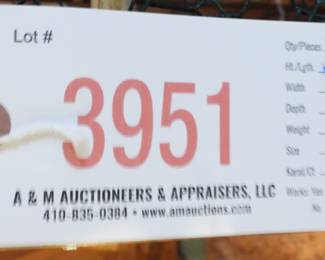 Lot #
Qty/Pieces
Ht./Lgth.
3951
Width
Depth
Weight
Size
Karat/Ct.
A & M AUCTIONEERS & APPRAISERS, LLC
Works: Yes
410-835-0384 • www.amauctions.com
No